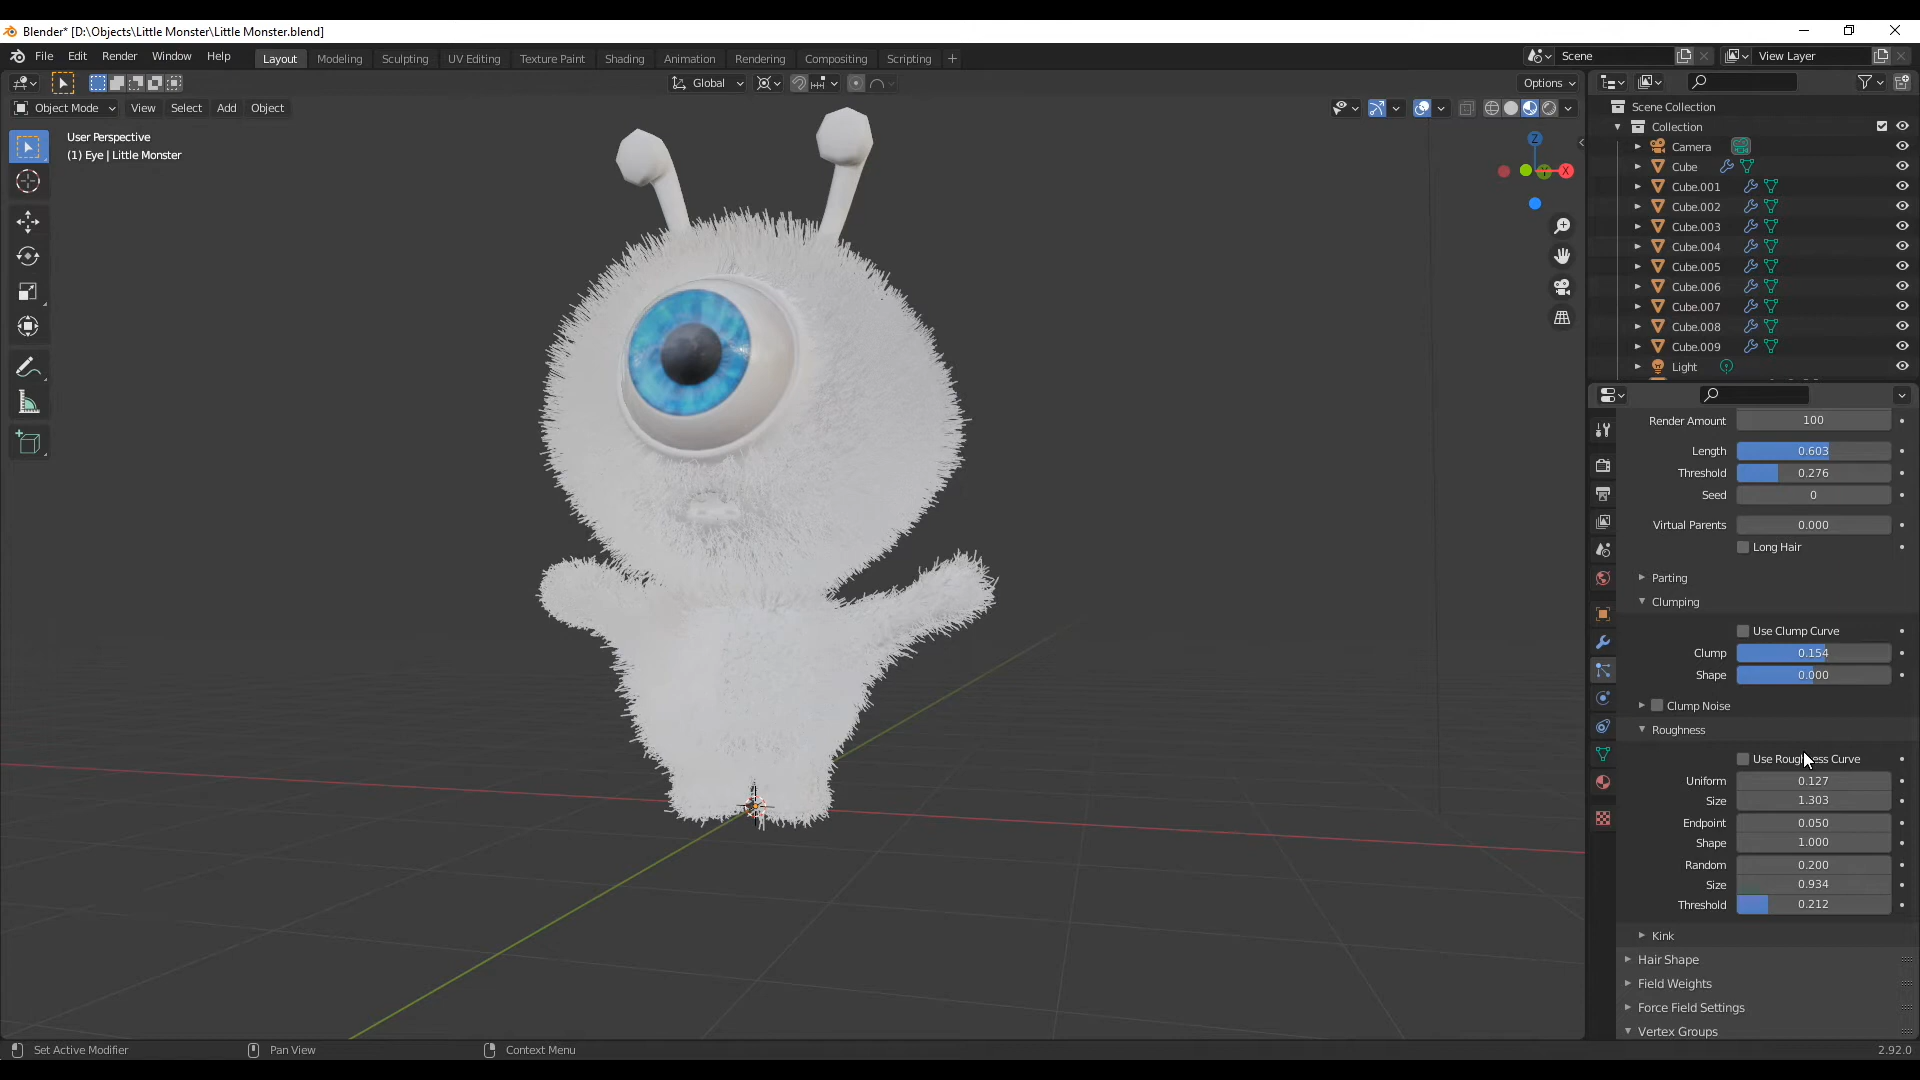 Blender* [D:\Objects\Little Monster\Little Monster.blend]
File Edit Render Window Help Layout Modeling Sculpting UV Editing Texture Paint Shading Animation Rendering Compositing Scripting + Scene View Layer
Global Options
Object Mode View Select Add Object
User Perspective
(1) Eye | Little Monster
Z
Y
X
Scene Collection
Collection
Camera
Cube
Cube.001
Cube.002
Cube.003
Cube.004
Cube.005
Cube.006
Cube.007
Cube.008
Cube.009
Light
Render Amount 100
Length 0.603
Threshold 0.276
Seed 0
Virtual Parents 0.000
Long Hair
Parting
Clumping
Use Clump Curve
Clump 0.154
Shape 0.000
Clump Noise
Roughness
Use Roughness Curve
Uniform 0.127
Size 1.303
Endpoint 0.050
Shape 1.000
Random 0.200
Size 0.934
Threshold 0.212
Kink
Hair Shape
Field Weights
Force Field Settings
Vertex Groups
Set Active Modifier Pan View Context Menu 2.92.0